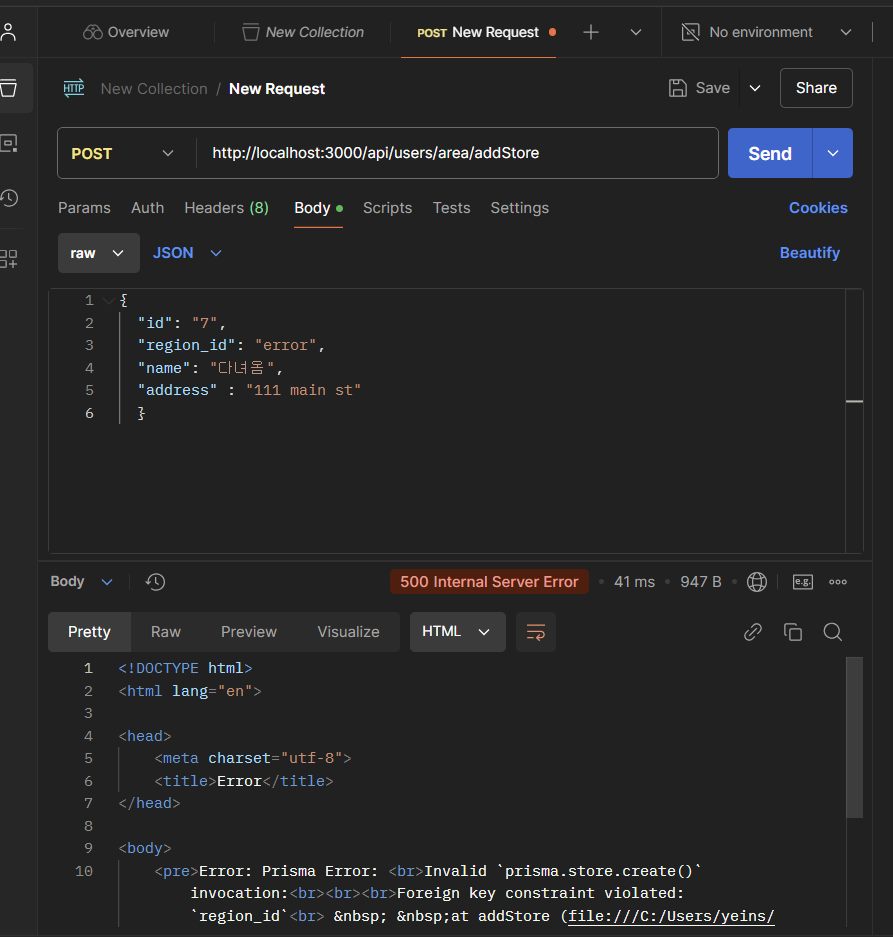 Overview New Collection POST New Request No environment
HTTP New Collection / New Request Save Share
POST http://localhost:3000/api/users/area/addStore Send
Params Auth Headers (8) Body Scripts Tests Settings Cookies
raw JSON Beautify
1 {
2 "id": "7",
3 "region_id": "error",
4 "name": "다녀옴",
5 "address" : "111 main st"
6 }
Body 500 Internal Server Error 41 ms 947 B e.g.
Pretty Raw Preview Visualize HTML
1 <!DOCTYPE html>
2 <html lang="en">
3
4 <head>
5 <meta charset="utf-8">
6 <title>Error</title>
7 </head>
8
9 <body>
10 <pre>Error: Prisma Error: <br>Invalid `prisma.store.create()`
invocation:<br><br><br>Foreign key constraint violated:
`region_id`<br> &nbsp; &nbsp;at addStore (file:///C:/Users/yeins/